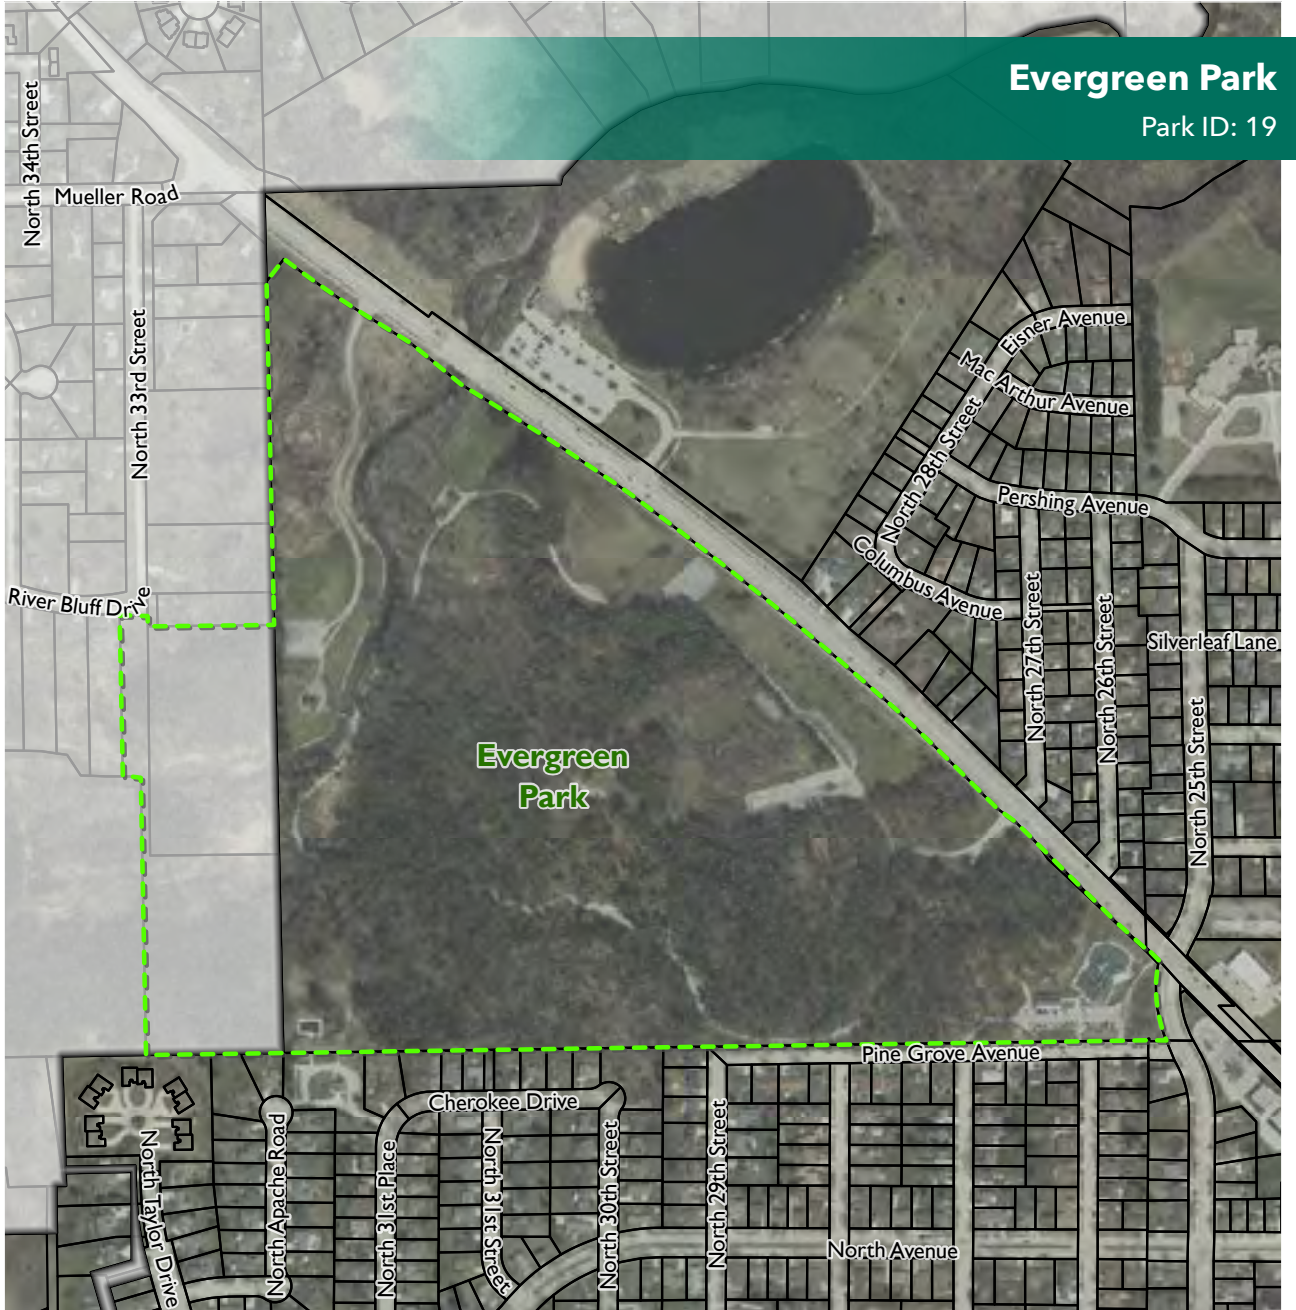 Evergreen Park
Park ID: 19
North 34th Street
Mueller Road
North 33rd Street
River Bluff Drive
Eisner Avenue
Mac Arthur Avenue
North 28th Street
Pershing Avenue
Columbus Avenue
North 27th Street
North 26th Street
Silverleaf Lane
North 25th Street
Evergreen
Park
Pine Grove Avenue
Cherokee Drive
North Taylor Drive
North Apache Road
North 31st Place
North 31st Street
North 30th Street
North 29th Street
North Avenue